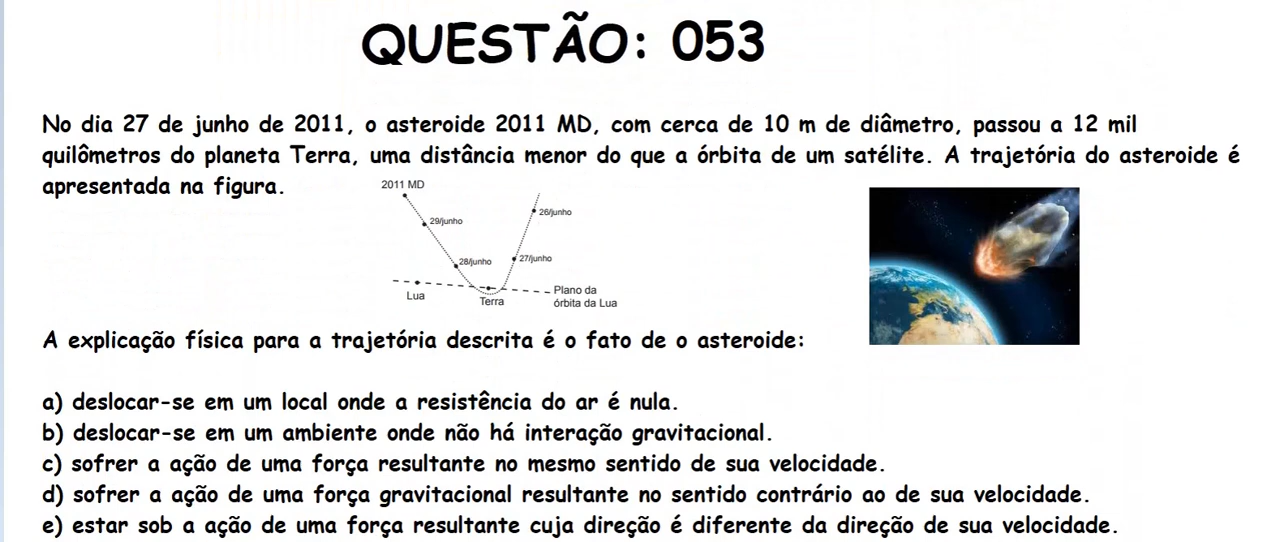 QUESTÃO: 053
No dia 27 de junho de 2011, o asteroide 2011 MD, com cerca de 10 m de diâmetro, passou a 12 mil
quilômetros do planeta Terra, uma distância menor do que a órbita de um satélite. A trajetória do asteroide é
apresentada na figura.
2011 MD
26/junho
29/junho
28/junho
27/junho
Lua
Terra
Plano da
órbita da Lua
A explicação física para a trajetória descrita é o fato de o asteroide:
a) deslocar-se em um local onde a resistência do ar é nula.
b) deslocar-se em um ambiente onde não há interação gravitacional.
c) sofrer a ação de uma força resultante no mesmo sentido de sua velocidade.
d) sofrer a ação de uma força gravitacional resultante no sentido contrário ao de sua velocidade.
e) estar sob a ação de uma força resultante cuja direção é diferente da direção de sua velocidade.